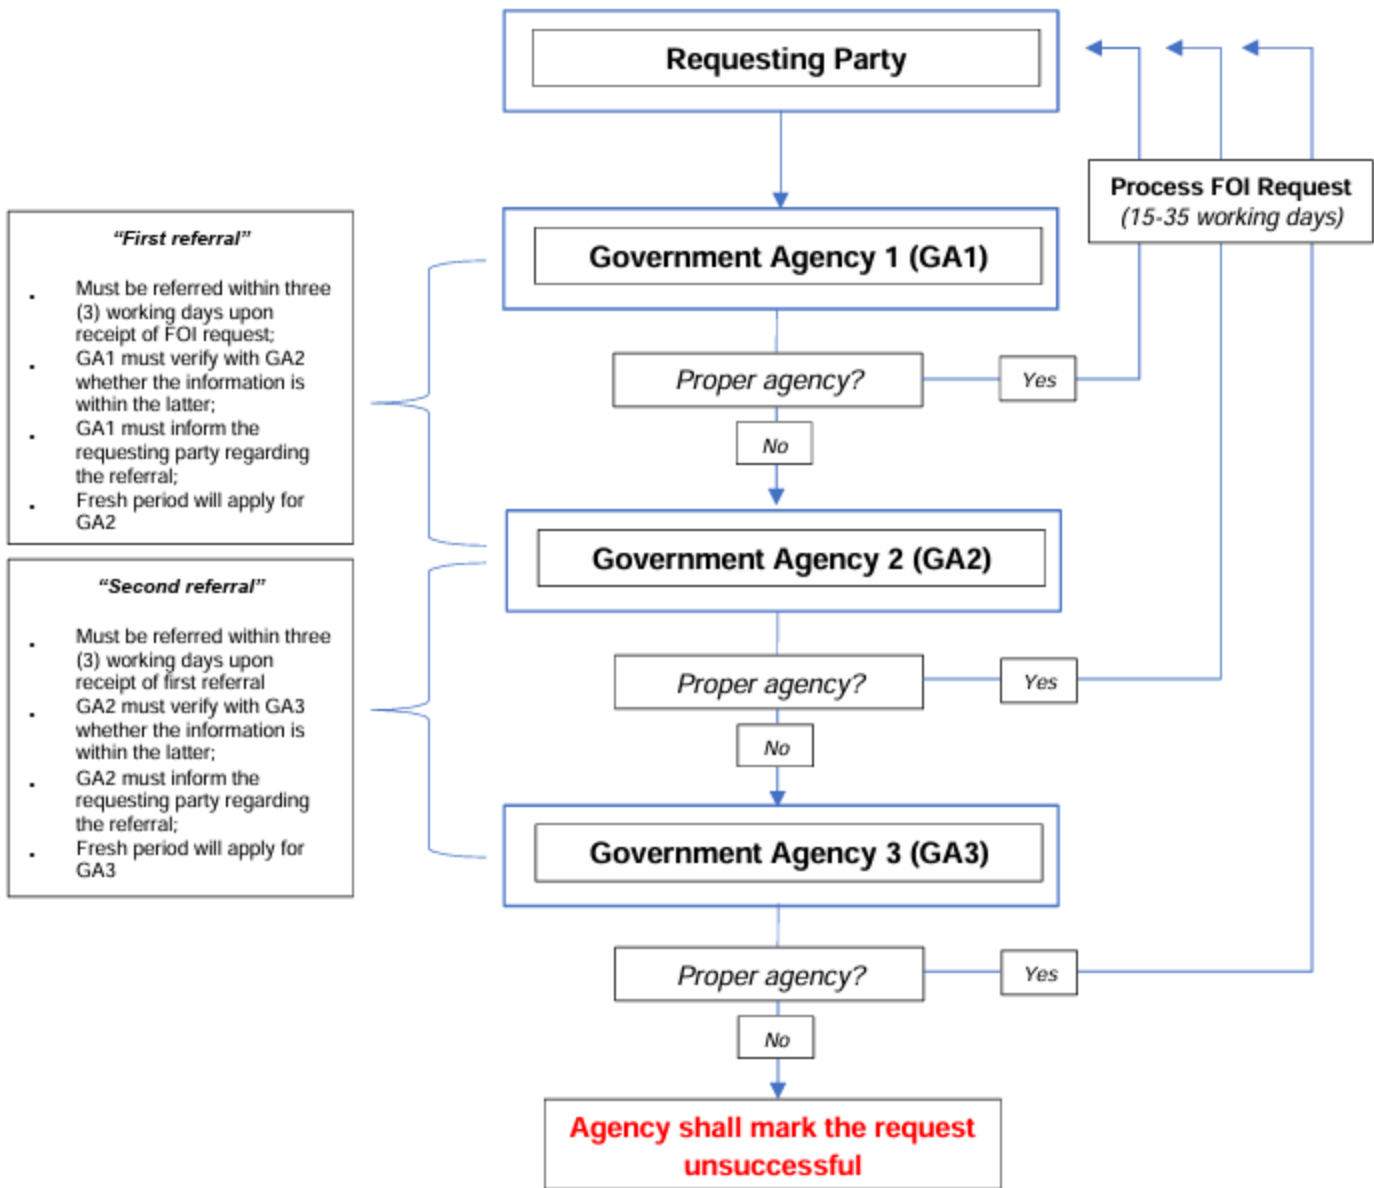 Requesting Party
Process FOI Request
(15-35 working days)
“First referral”
▪ Must be referred within three
(3) working days upon
receipt of FOI request;
▪ GA1 must verify with GA2
whether the information is
within the latter;
▪ GA1 must inform the
requesting party regarding
the referral;
▪ Fresh period will apply for
GA2
Government Agency 1 (GA1)
Proper agency?
Yes
No
Government Agency 2 (GA2)
“Second referral”
▪ Must be referred within three
(3) working days upon
receipt of first referral
▪ GA2 must verify with GA3
whether the information is
within the latter;
▪ GA2 must inform the
requesting party regarding
the referral;
▪ Fresh period will apply for
GA3
Proper agency?
Yes
No
Government Agency 3 (GA3)
Proper agency?
Yes
No
Agency shall mark the request
unsuccessful